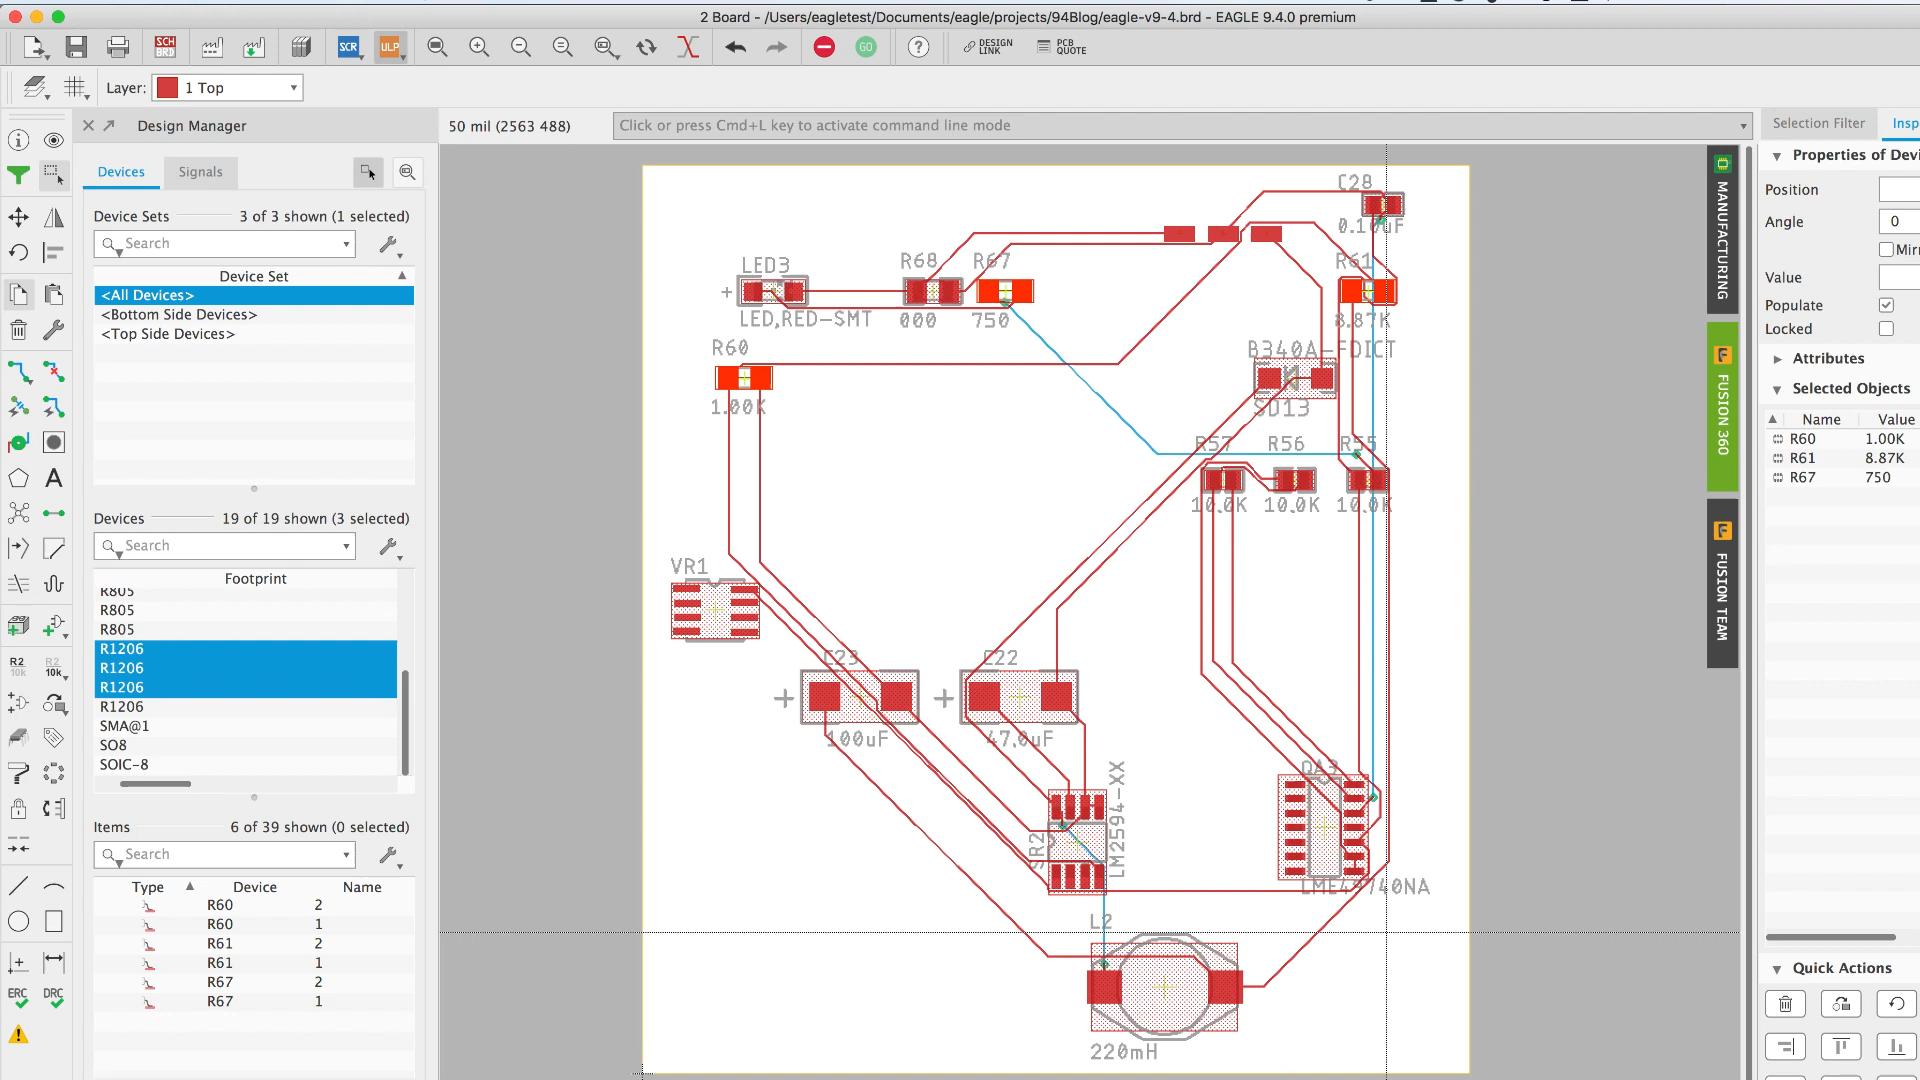 2 Board - /Users/eagletest/Documents/eagle/projects/94Blog/eagle-v9-4.brd - EAGLE 9.4.0 premium
SCH
BRD
SCR
ULP
GO
DESIGN
LINK
PCB
QUOTE
Layer: 1 Top
Design Manager
50 mil (2563 488)
Click or press Cmd+L key to activate command line mode
Selection Filter
Insp
Devices
Signals
Device Sets 3 of 3 shown (1 selected)
Search
Device Set
<All Devices>
<Bottom Side Devices>
<Top Side Devices>
Devices 19 of 19 shown (3 selected)
Search
Footprint
R805
R805
R805
R1206
R1206
R1206
R1206
SMA@1
SO8
SOIC-8
Items 6 of 39 shown (0 selected)
Search
Type Device Name
R60 2
R60 1
R61 2
R61 1
R67 2
R67 1
R2
10k
R2
10k
ERC
DRC
C28
0.10uF
LED3
LED,RED-SMT
R68
000
R67
750
R61
8.87K
R60
1.00K
B340A-FDICT
SD13
R57
10.0K
R56
10.0K
R55
10.0K
VR1
C23
100uF
C22
47.0uF
SR2
LM2594-XX
QA3
LME49740NA
L2
220mH
MANUFACTURING
FUSION 360
FUSION TEAM
Properties of Devi
Position
Angle 0
Mirr
Value
Populate
Locked
Attributes
Selected Objects
Name Value
R60 1.00K
R61 8.87K
R67 750
Quick Actions